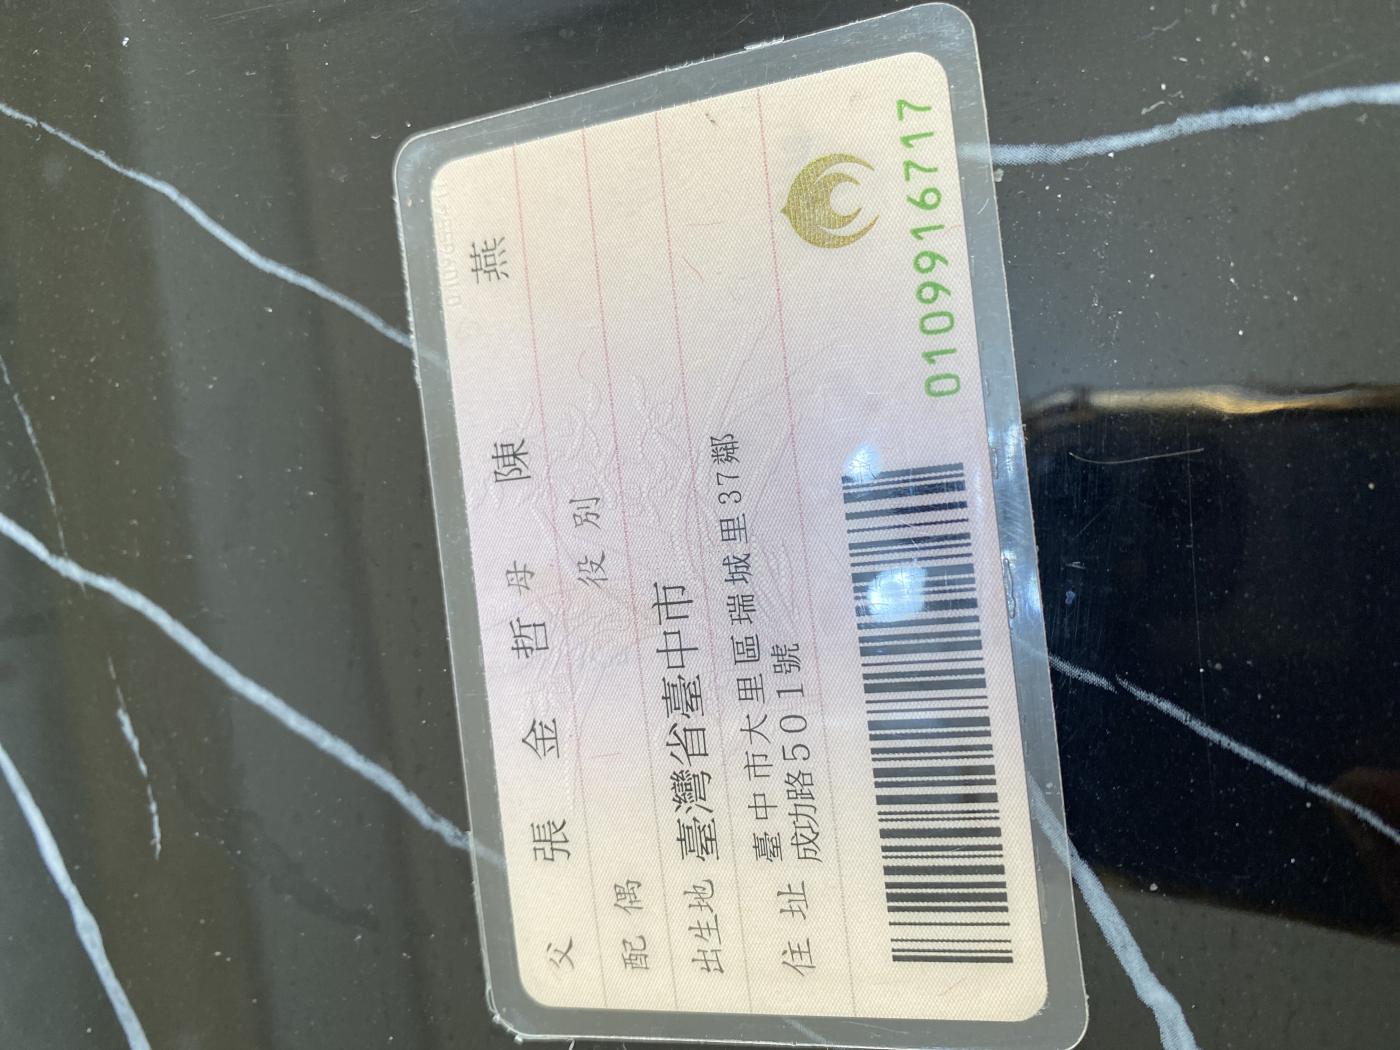 父 張 金 哲 母 陳 燕
配偶 役別
出生地 臺灣省臺中市
住址 臺中市大里區瑞城里37鄰
成功路501號
0109916717